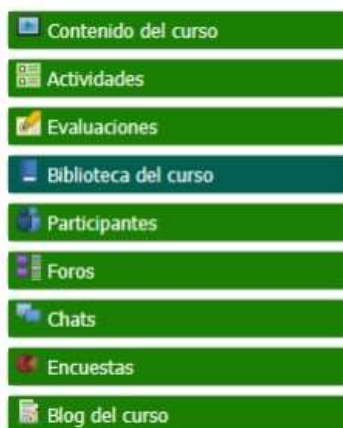 Contenido del curso
Actividades
Evaluaciones
Biblioteca del curso
Participantes
Foros
Chats
Encuestas
Blog del curso